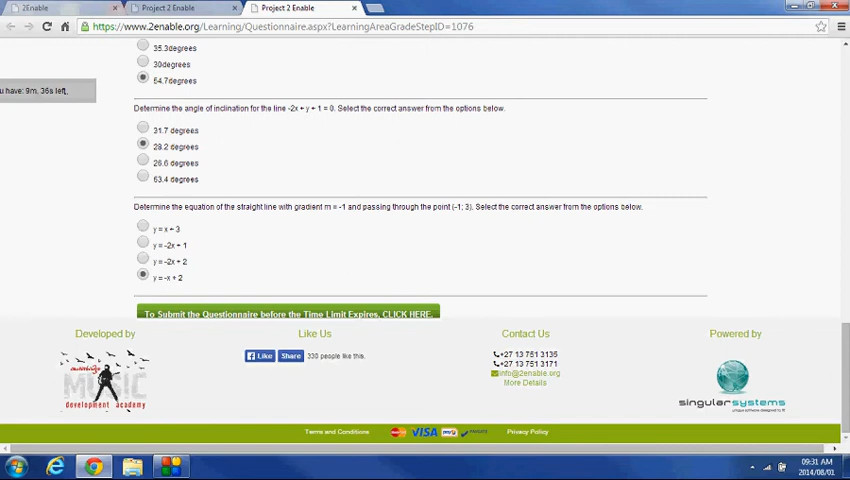 2Enable
Project 2 Enable
Project 2 Enable
https://www.2enable.org/Learning/Questionnaire.aspx?LearningAreaGradeStepID=1076
35.3degrees
30degrees
54.7degrees
u have: 9m, 36s left,
Determine the angle of inclination for the line -2x + y + 1 = 0. Select the correct answer from the options below.
31.7 degrees
28.2 degrees
26.6 degrees
63.4 degrees
Determine the equation of the straight line with gradient m = -1 and passing through the point (-1; 3). Select the correct answer from the options below.
y = x + 3
y = -2x + 1
y = -2x + 2
y = -x + 2
To Submit the Questionnaire before the Time Limit Expires, CLICK HERE.
Developed by
Like Us
Contact Us
Powered by
MUSIC
development academy
Like Share 330 people like this.
+27 13 751 3135
+27 13 751 3171
info@2enable.org
More Details
singularsystems
Terms and Conditions
VISA
Privacy Policy
09:31 AM
2014/08/01